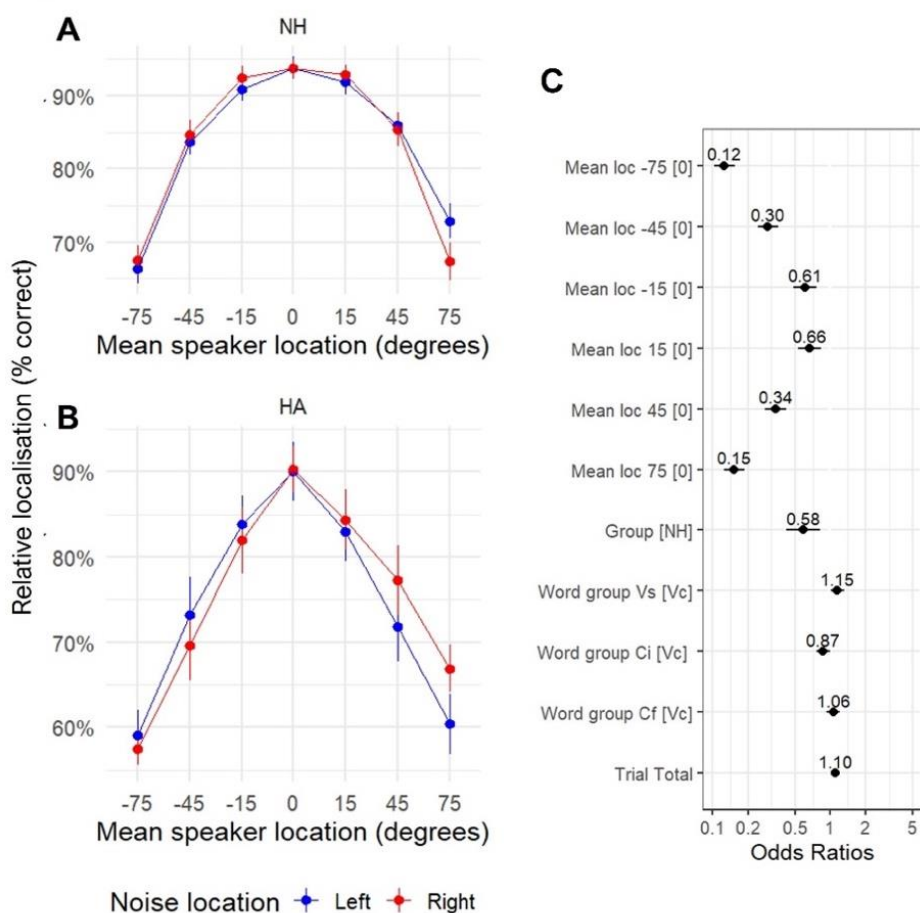 A
NH
90%
80%
70%
-75 -45 -15 0 15 45 75
Mean speaker location (degrees)
Relative localisation (% correct)
B
HA
90%
80%
70%
60%
-75 -45 -15 0 15 45 75
Mean speaker location (degrees)
Noise location Left Right
C
Mean loc -75 [0] 0.12
Mean loc -45 [0] 0.30
Mean loc -15 [0] 0.61
Mean loc 15 [0] 0.66
Mean loc 45 [0] 0.34
Mean loc 75 [0] 0.15
Group [NH] 0.58
Word group Vs [Vc] 1.15
Word group Ci [Vc] 0.87
Word group Cf [Vc] 1.06
Trial Total 1.10
0.1 0.2 0.5 1 2 5
Odds Ratios